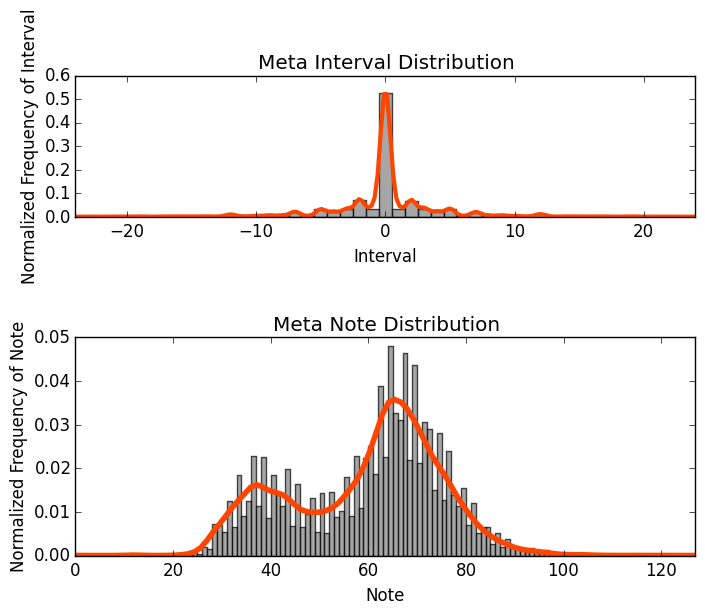 Meta Interval Distribution
Normalized Frequency of Interval
0.6
0.5
0.4
0.3
0.2
0.1
0.0
−20 −10 0 10 20
Interval
Meta Note Distribution
Normalized Frequency of Note
0.05
0.04
0.03
0.02
0.01
0.00
0 20 40 60 80 100 120
Note